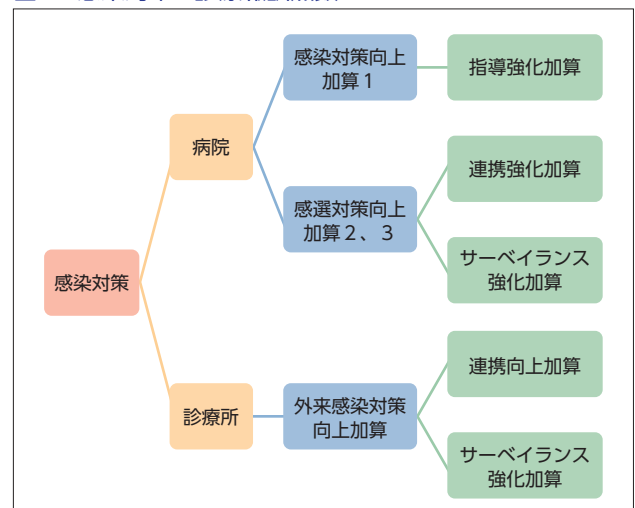 感染対策
病院
診療所
感染対策向上
加算1
感選対策向上
加算2、3
外来感染対策
向上加算
指導強化加算
連携強化加算
サーベイランス
強化加算
連携向上加算
サーベイランス
強化加算